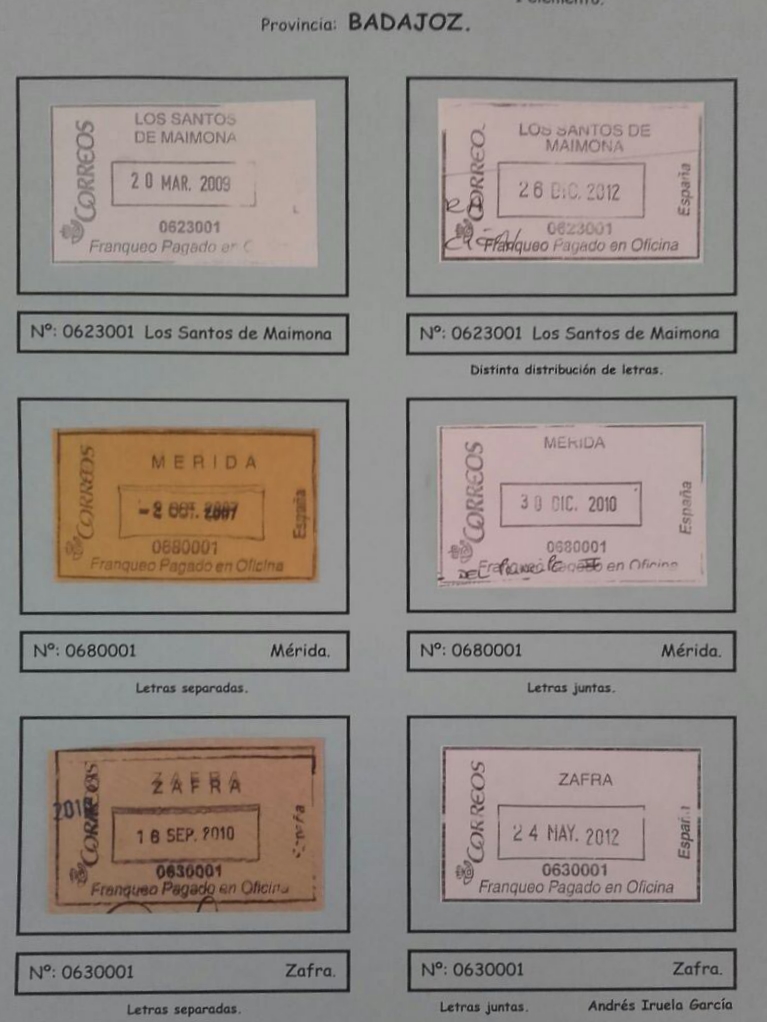 Provincia: BADAJOZ.
LOS SANTOS
DE MAIMONA
CORREOS
20 MAR. 2009
0623001
Franqueo Pagado en
Nº: 0623001 Los Santos de Maimona
LOS SANTOS DE
MAIMONA
CORREO
26 DIC. 2012
España
0623001
Franqueo Pagado en Oficina
Nº: 0623001 Los Santos de Maimona
Distinta distribución de letras.
MERIDA
CORREOS
España
0680001
Franqueo Pagado en Oficina
Nº: 0680001 Mérida.
Letras separadas.
MERIDA
CORREOS
30 DIC. 2010
España
0680001
DEL
en Oficina
Nº: 0680001 Mérida.
Letras juntas.
ZAFRA
CORREOS
16 SEP. 2010
0630001
Franqueo Pagado en Oficina
Nº: 0630001 Zafra.
Letras separadas.
ZAFRA
CORREOS
24 MAY. 2012
España
0630001
Franqueo Pagado en Oficina
Nº: 0630001 Zafra.
Letras juntas. Andrés Iruela García